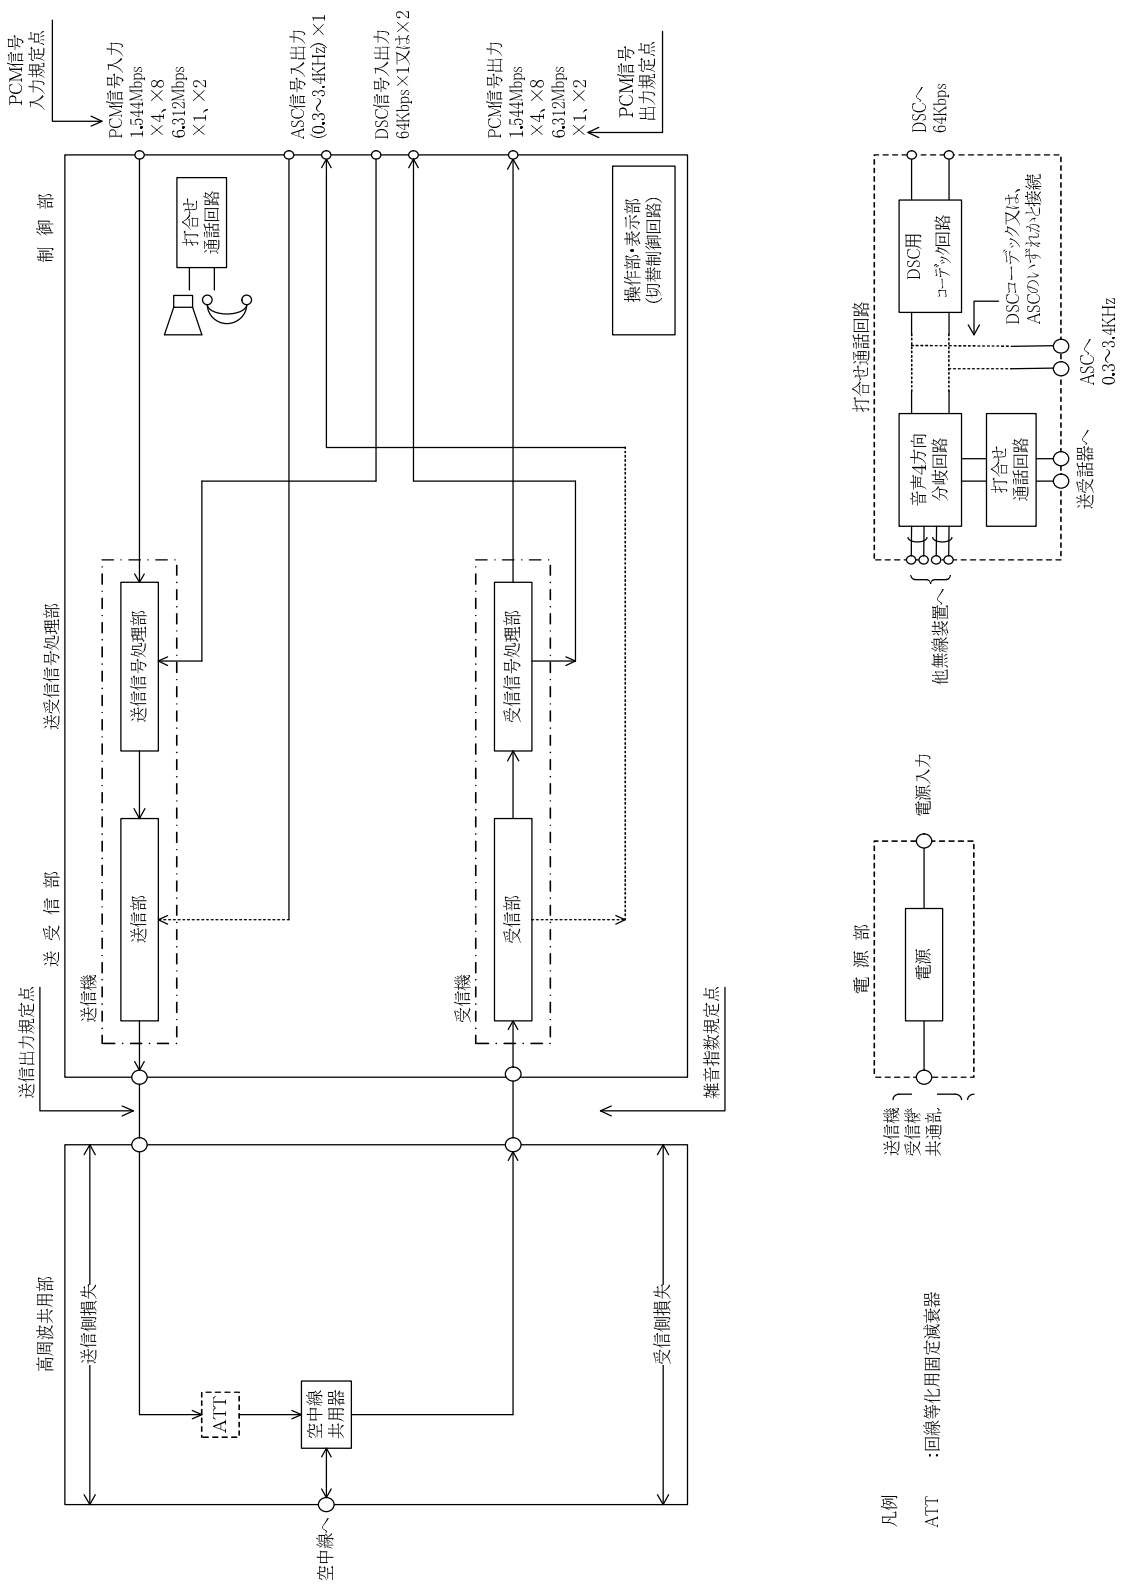 高周波共用部
送信側損失
ATT
空中線
共用器
空中線へ
受信側損失
送信出力規定点
雑音指数規定点
送 受 信 部
送信機
送信部
受信機
受信部
送受信信号処理部
送信信号処理部
受信信号処理部
制 御 部
打合せ
通話回路
操作部・表示部
(切替制御回路)
PCM信号
入力規定点
PCM信号入力
1.544Mbps
×4、×8
6.312Mbps
×1、×2
ASC信号入出力
(0.3～3.4KHz) ×1
DSC信号入出力
64Kbps×1又は×2
PCM信号出力
1.544Mbps
×4、×8
6.312Mbps
×1、×2
PCM信号
出力規定点
凡例
ATT :回線等化用固定減衰器
電 源 部
送信機
受信機
共通部
電源
電源入力
打合せ通話回路
他無線装置へ
音声4方向
分岐回路
打合せ
通話回路
送受話器へ
DSC用
コーデック回路
DSCコーデック又は、
ASCのいずれかと接続
ASCへ
0.3～3.4KHz
DSCへ
64Kbps